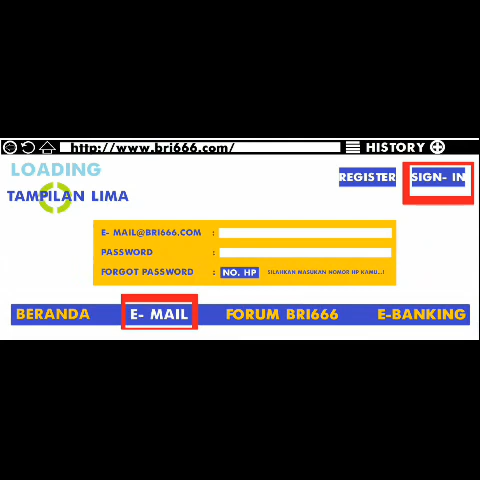 http://www.bri666.com/ HISTORY
LOADING
REGISTER SIGN- IN
TAMPILAN LIMA
E- MAIL@BRI666.COM :
PASSWORD :
FORGOT PASSWORD : NO. HP SILAHKAN MASUKAN NOMOR HP KAMU...!
BERANDA E- MAIL FORUM BRI666 E-BANKING